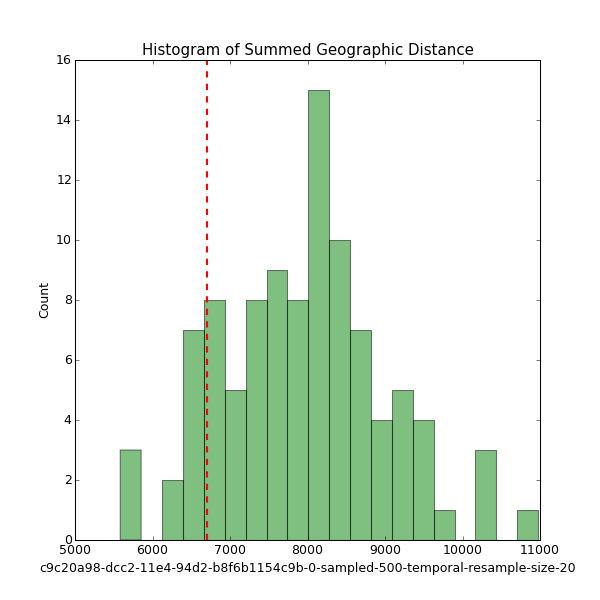 Histogram of Summed Geographic Distance
16
14
12
10
8
6
4
2
0
Count
5000 6000 7000 8000 9000 10000 11000
c9c20a98-dcc2-11e4-94d2-b8f6b1154c9b-0-sampled-500-temporal-resample-size-20